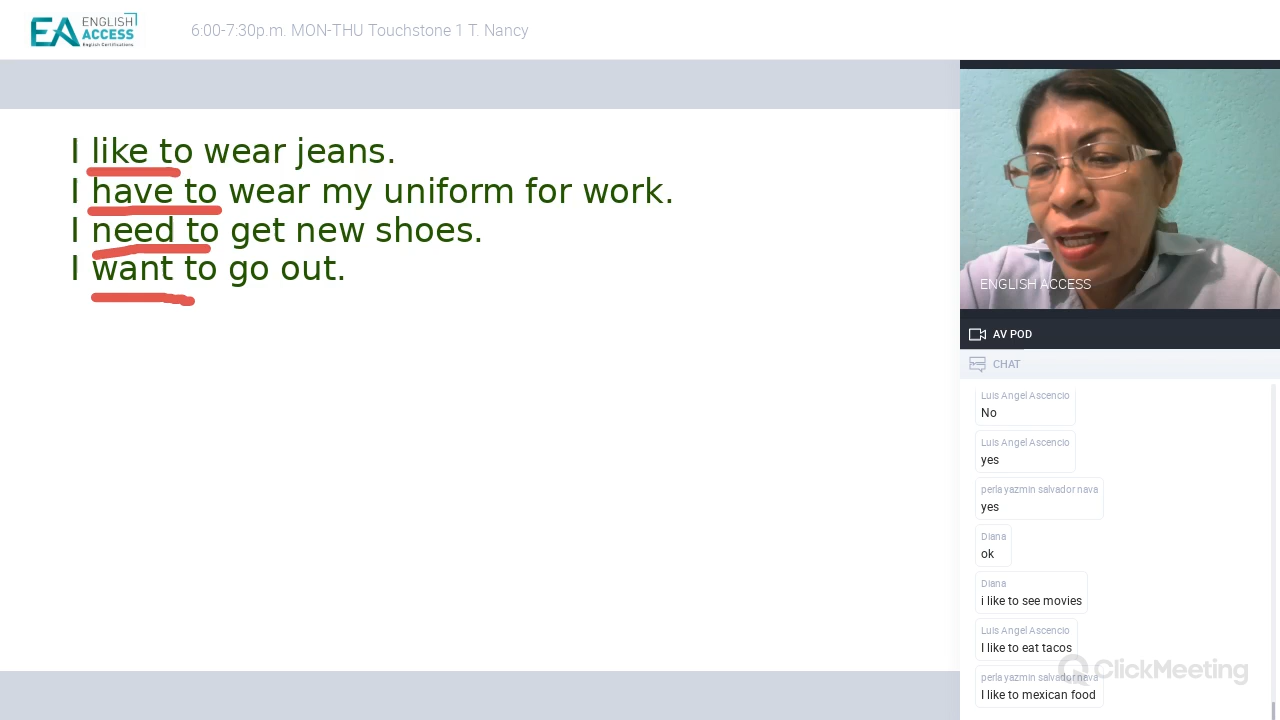 EA ENGLISH ACCESS
English Certifications
6:00-7:30p.m. MON-THU Touchstone 1 T. Nancy
I like to wear jeans.
I have to wear my uniform for work.
I need to get new shoes.
I want to go out.
ENGLISH ACCESS
AV POD
CHAT
Luis Angel Ascencio
No
Luis Angel Ascencio
yes
perla yazmin salvador nava
yes
Diana
ok
Diana
i like to see movies
Luis Angel Ascencio
I like to eat tacos
perla yazmin salvador nava
I like to mexican food
ClickMeeting